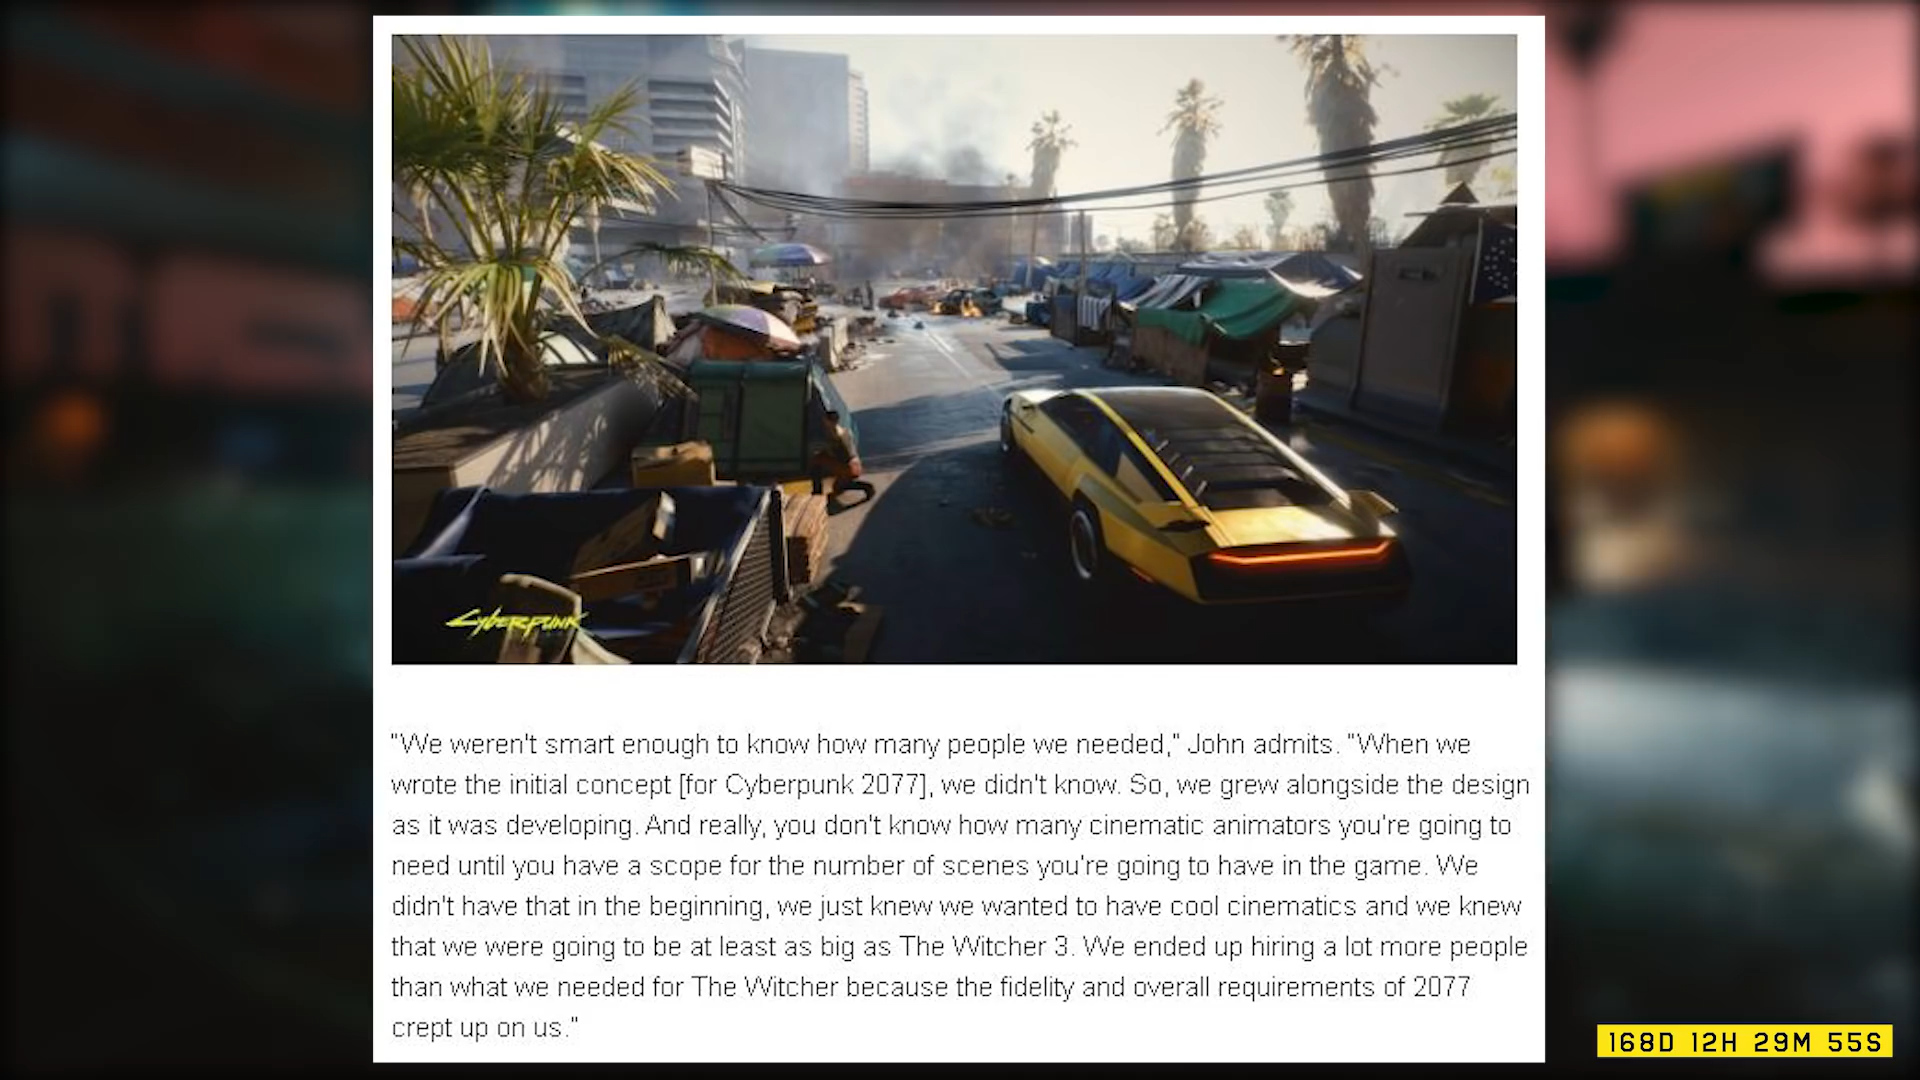 Cyberpunk
"We weren't smart enough to know how many people we needed," John admits. "When we
wrote the initial concept [for Cyberpunk 2077], we didn't know. So, we grew alongside the design
as it was developing. And really, you don't know how many cinematic animators you're going to
need until you have a scope for the number of scenes you're going to have in the game. We
didn't have that in the beginning, we just knew we wanted to have cool cinematics and we knew
that we were going to be at least as big as The Witcher 3. We ended up hiring a lot more people
than what we needed for The Witcher because the fidelity and overall requirements of 2077
crept up on us."
168D 12H 29M 55S